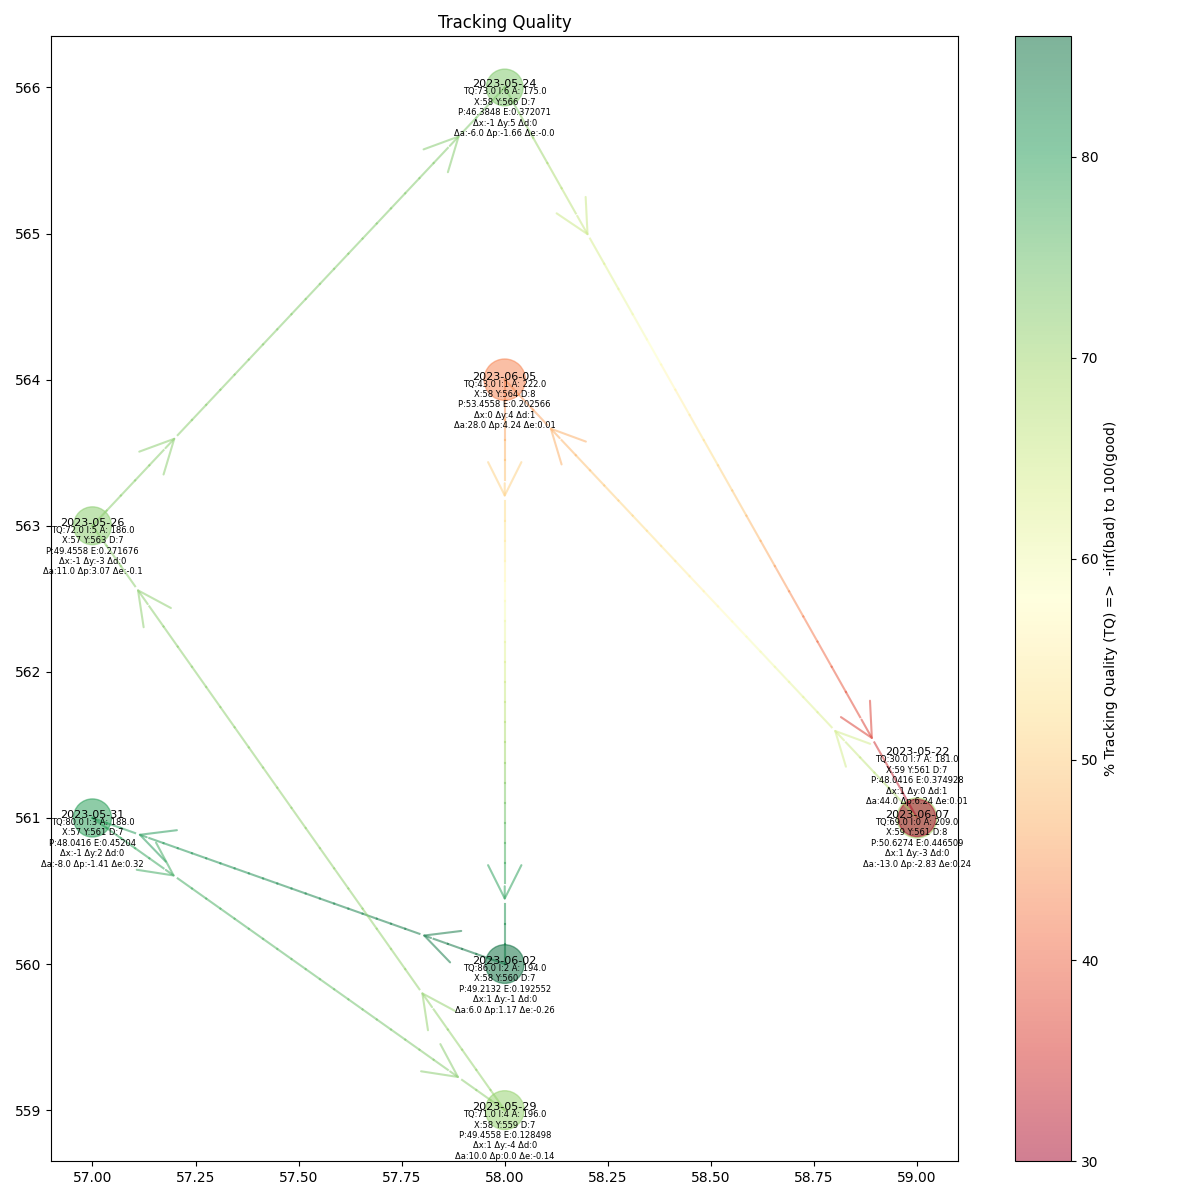 Tracking Quality
566
565
564
563
562
561
560
559
2023-05-24
TQ:73.0 I:6 A: 175.0
X:58 Y:566 D:7
P:46.3848 E:0.372071
Δx:-1 Δy:5 Δd:0
Δa:-6.0 Δp:-1.66 Δe:-0.0
2023-06-05
TQ:43.0 I:1 A: 222.0
X:58 Y:564 D:8
P:53.4558 E:0.202566
Δx:0 Δy:4 Δd:1
Δa:28.0 Δp:4.24 Δe:0.01
2023-05-26
TQ:72.0 I:5 A: 186.0
X:57 Y:563 D:7
P:49.4558 E:0.271676
Δx:-1 Δy:-3 Δd:0
Δa:11.0 Δp:3.07 Δe:-0.1
2023-05-22
TQ:30.0 I:7 A: 181.0
X:59 Y:561 D:7
P:48.0416 E:0.374928
Δx:1 Δy:0 Δd:1
Δa:44.0 Δp:6.24 Δe:0.01
2023-06-07
TQ:69.0 I:0 A: 209.0
X:59 Y:561 D:8
P:50.6274 E:0.446509
Δx:1 Δy:-3 Δd:0
Δa:-13.0 Δp:-2.83 Δe:0.24
2023-05-31
TQ:80.0 I:3 A: 188.0
X:57 Y:561 D:7
P:48.0416 E:0.45204
Δx:-1 Δy:2 Δd:0
Δa:-8.0 Δp:-1.41 Δe:0.32
2023-06-02
TQ:86.0 I:2 A: 194.0
X:58 Y:560 D:7
P:49.2132 E:0.192552
Δx:1 Δy:-1 Δd:0
Δa:6.0 Δp:1.17 Δe:-0.26
2023-05-29
TQ:71.0 I:4 A: 196.0
X:58 Y:559 D:7
P:49.4558 E:0.128498
Δx:1 Δy:-4 Δd:0
Δa:10.0 Δp:0.0 Δe:-0.14
57.00 57.25 57.50 57.75 58.00 58.25 58.50 58.75 59.00
80
70
60
50
40
30
% Tracking Quality (TQ) => -inf(bad) to 100(good)